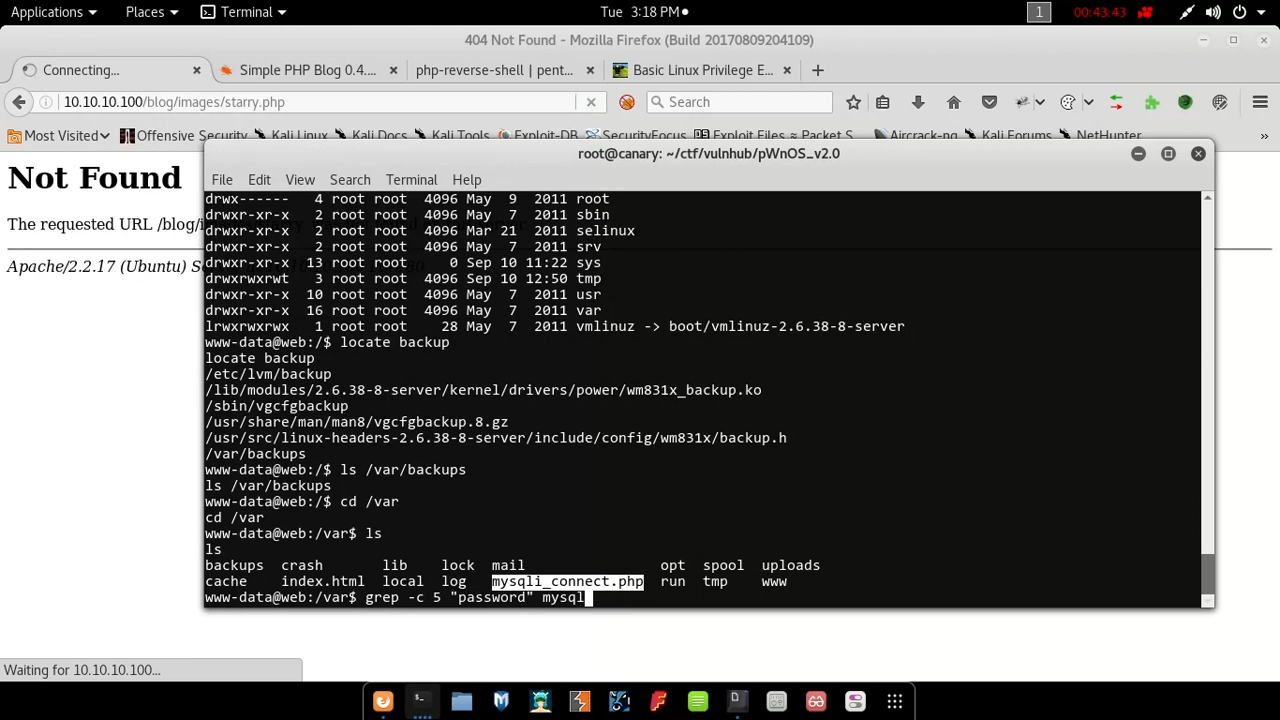 Applications Places Terminal Tue 3:18 PM 1 00:43:43
404 Not Found - Mozilla Firefox (Build 20170809204109)
Connecting... Simple PHP Blog 0.4.... php-reverse-shell | pent... Basic Linux Privilege E...
10.10.10.100/blog/images/starry.php Search
Most Visited Offensive Security Kali Linux Kali Docs Kali Tools Exploit-DB SecurityFocus Exploit Files ≈ Packet S... Aircrack-ng Kali Forums NetHunter
root@canary: ~/ctf/vulnhub/pWnOS_v2.0
Not Found
File Edit View Search Terminal Help
The requested URL /blog/i
Apache/2.2.17 (Ubuntu) S
drwx------ 4 root root 4096 May 9 2011 root
drwxr-xr-x 2 root root 4096 May 7 2011 sbin
drwxr-xr-x 2 root root 4096 Mar 21 2011 selinux
drwxr-xr-x 2 root root 4096 May 7 2011 srv
drwxr-xr-x 13 root root 0 Sep 10 11:22 sys
drwxrwxrwt 3 root root 4096 Sep 10 12:50 tmp
drwxr-xr-x 10 root root 4096 May 7 2011 usr
drwxr-xr-x 16 root root 4096 May 7 2011 var
lrwxrwxrwx 1 root root 28 May 7 2011 vmlinuz -> boot/vmlinuz-2.6.38-8-server
www-data@web:/$ locate backup
locate backup
/etc/lvm/backup
/lib/modules/2.6.38-8-server/kernel/drivers/power/wm831x_backup.ko
/sbin/vgcfgbackup
/usr/share/man/man8/vgcfgbackup.8.gz
/usr/src/linux-headers-2.6.38-8-server/include/config/wm831x/backup.h
/var/backups
www-data@web:/$ ls /var/backups
ls /var/backups
www-data@web:/$ cd /var
cd /var
www-data@web:/var$ ls
ls
backups crash lib lock mail opt spool uploads
cache index.html local log mysqli_connect.php run tmp www
www-data@web:/var$ grep -c 5 "password" mysql
Waiting for 10.10.10.100...